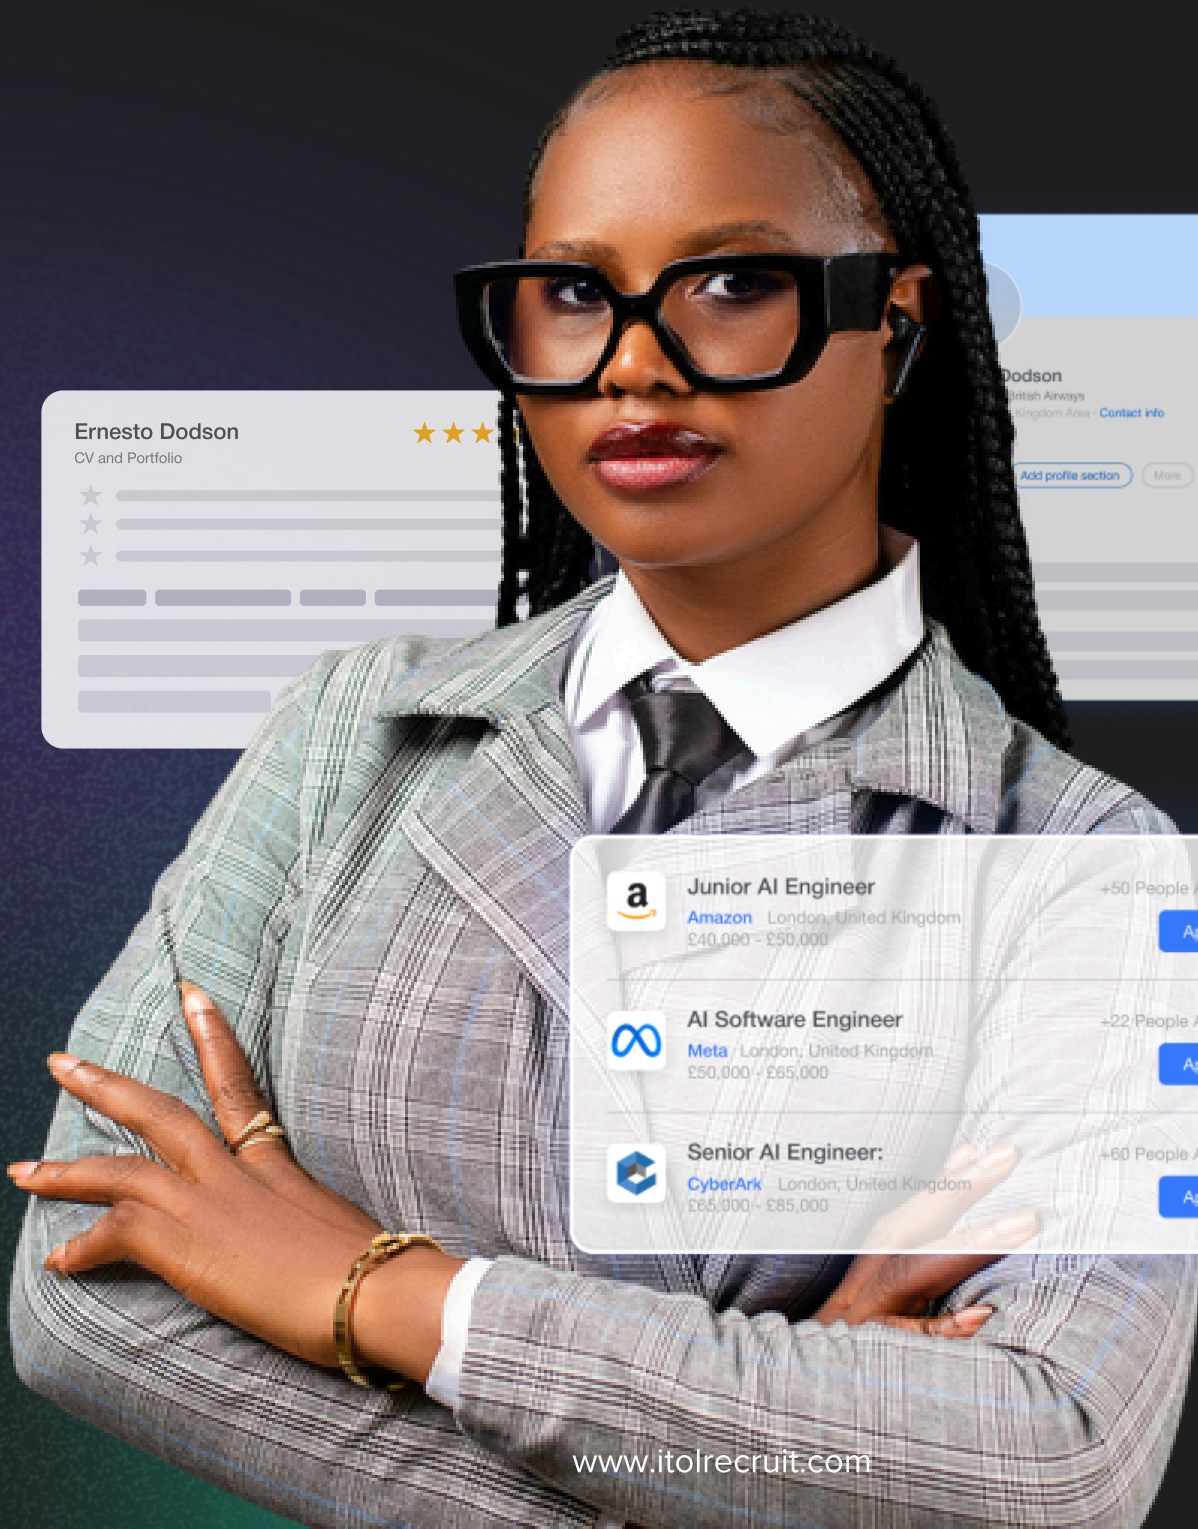 Ernesto Dodson
CV and Portfolio
Dodson
British Airways
Kingdom Area - Contact info
Add profile section
More
a
Junior AI Engineer
+50 People
Amazon London, United Kingdom
£40,000 - £50,000
AI Software Engineer
+22 People
Meta London, United Kingdom
£50,000 - £65,000
Senior AI Engineer:
+60 People
CyberArk London, United Kingdom
£65,000 - £85,000
www.itolrecruit.com